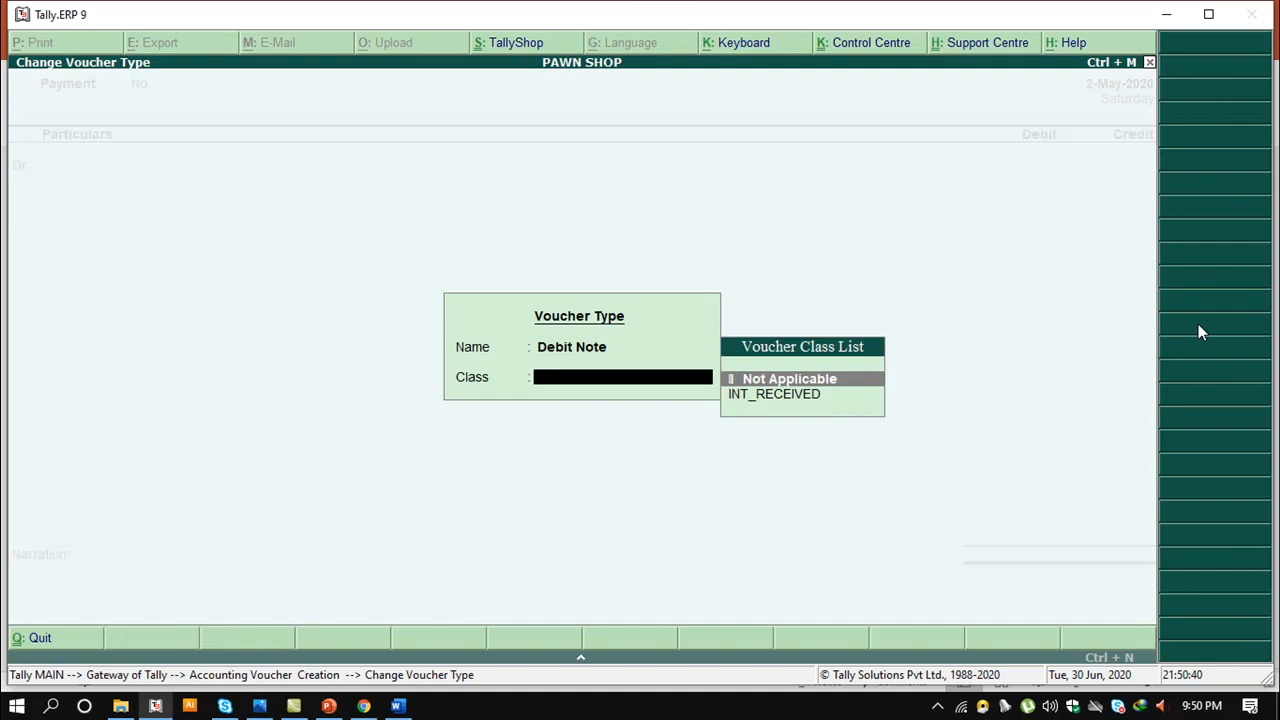 Tally.ERP 9
P: Print E: Export M: E-Mail O: Upload S: TallyShop G: Language K: Keyboard K: Control Centre H: Support Centre H: Help
Change Voucher Type PAWN SHOP Ctrl + M
Payment No. 2-May-2020
Saturday
Particulars Debit Credit
Dr
Voucher Type
Name : Debit Note
Class :
Voucher Class List
Not Applicable
INT_RECEIVED
Narration
Q: Quit
Ctrl + N
Tally MAIN --> Gateway of Tally --> Accounting Voucher Creation --> Change Voucher Type © Tally Solutions Pvt Ltd., 1988-2020 Tue, 30 Jun, 2020 21:50:40
9:50 PM